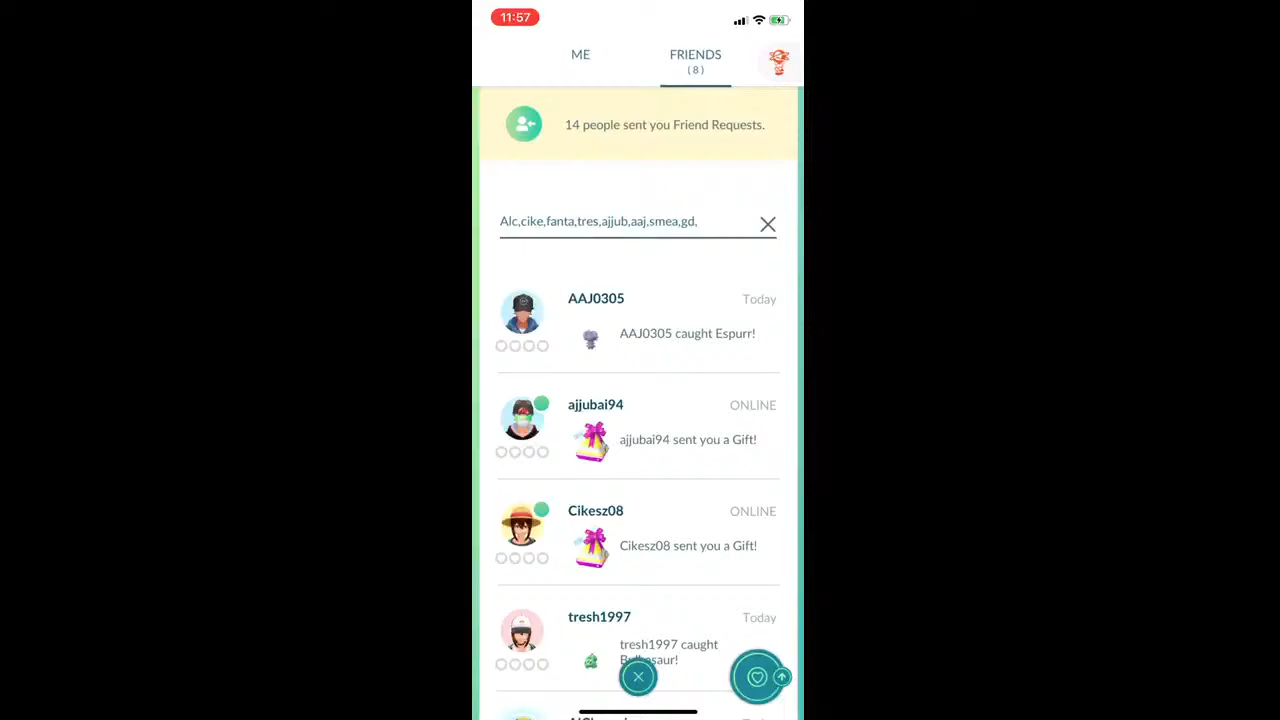 11:57
ME
FRIENDS
(8)
14 people sent you Friend Requests.
Alc,cike,fanta,tres,ajjub,aaj,smea,gd,
AAJ0305
Today
AAJ0305 caught Espurr!
ajjubai94
ONLINE
ajjubai94 sent you a Gift!
Cikesz08
ONLINE
Cikesz08 sent you a Gift!
tresh1997
Today
tresh1997 caught
Bulbasaur!